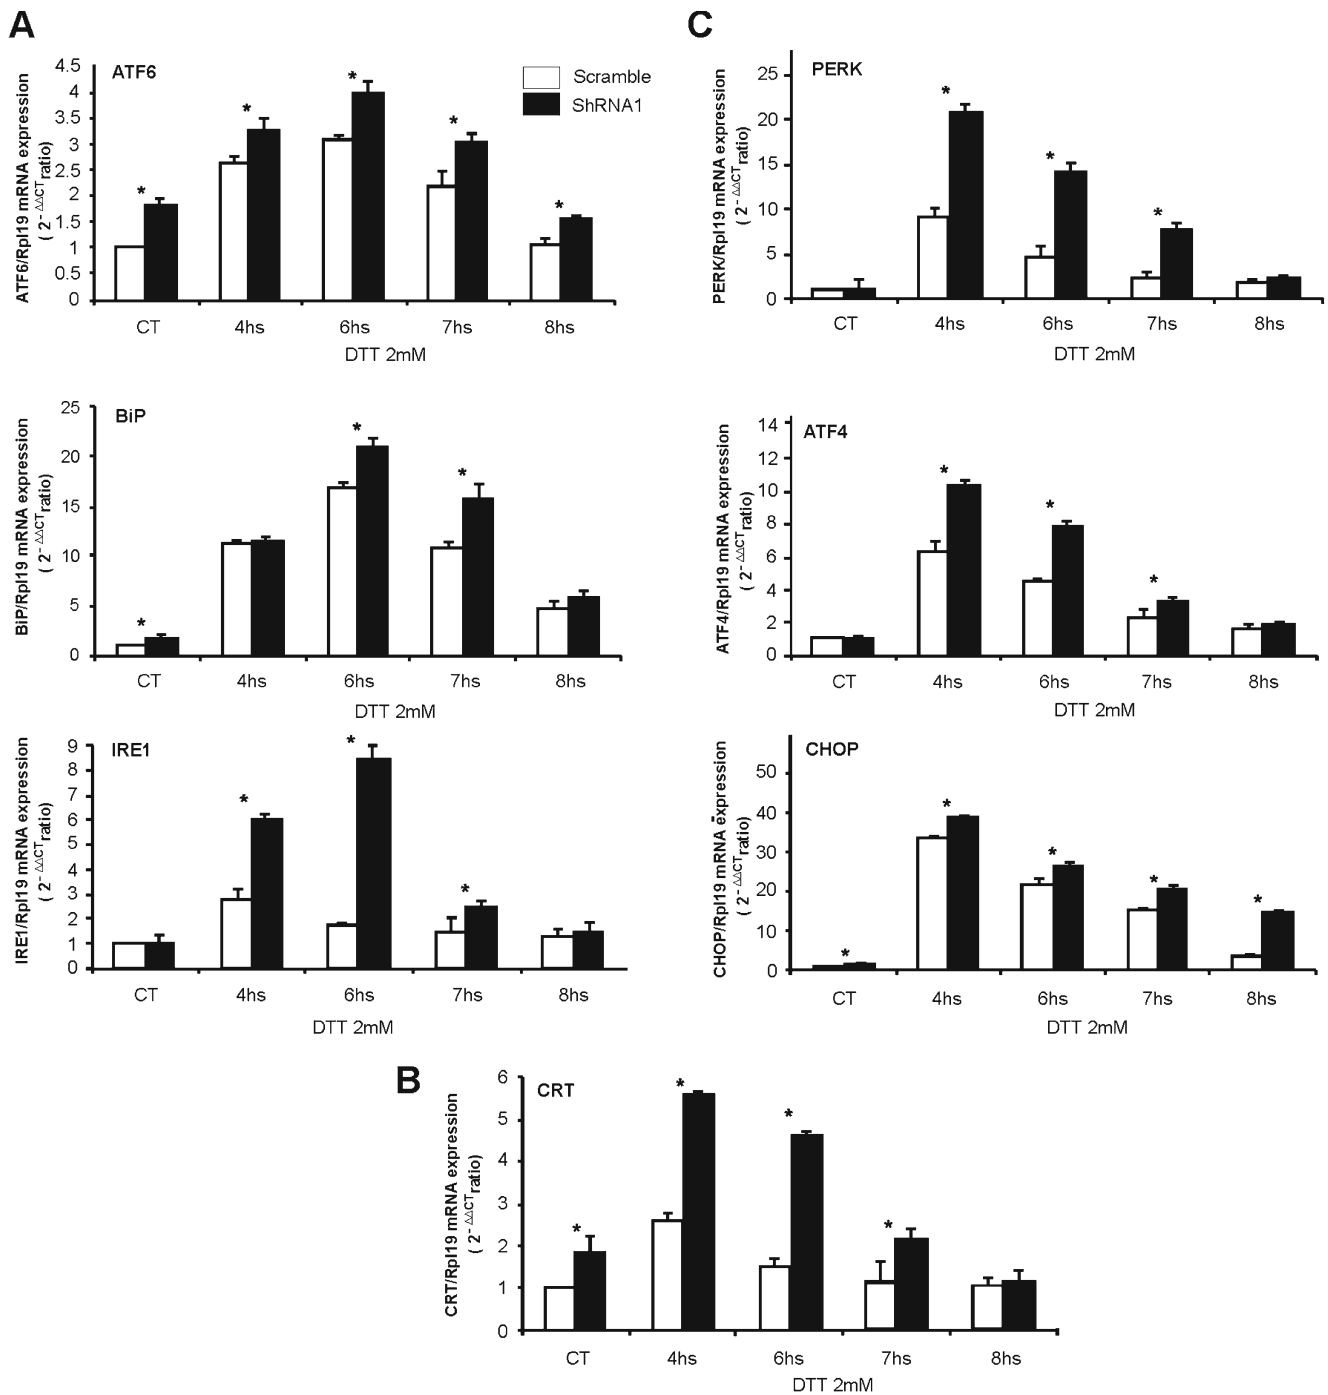 A
ATF6
Scramble
ShRNA1
ATF6/Rpl19 mRNA expression
( 2-ΔΔCT ratio)
4.5
4
3.5
3
2.5
2
1.5
1
0.5
0
* * * * *
CT 4hs 6hs 7hs 8hs
DTT 2mM
BiP
BiP/Rpl19 mRNA expression
( 2-ΔΔCT ratio)
25
20
15
10
5
0
* * *
CT 4hs 6hs 7hs 8hs
DTT 2mM
IRE1
IRE1/Rpl19 mRNA expression
( 2-ΔΔCT ratio)
9
8
7
6
5
4
3
2
1
0
* * *
CT 4hs 6hs 7hs 8hs
DTT 2mM
C
PERK
PERK/Rpl19 mRNA expression
( 2-ΔΔCT ratio)
25
20
15
10
5
0
* * *
CT 4hs 6hs 7hs 8hs
DTT 2mM
ATF4
ATF4/Rpl19 mRNA expression
( 2-ΔΔCT ratio)
14
12
10
8
6
4
2
0
* * *
CT 4hs 6hs 7hs 8hs
DTT 2mM
CHOP
CHOP/Rpl19 mRNA expression
( 2-ΔΔCT ratio)
50
40
30
20
10
0
* * * * *
CT 4hs 6hs 7hs 8hs
DTT 2mM
B
CRT
CRT/Rpl19 mRNA expression
( 2-ΔΔCT ratio)
6
5
4
3
2
1
0
* * * *
CT 4hs 6hs 7hs 8hs
DTT 2mM